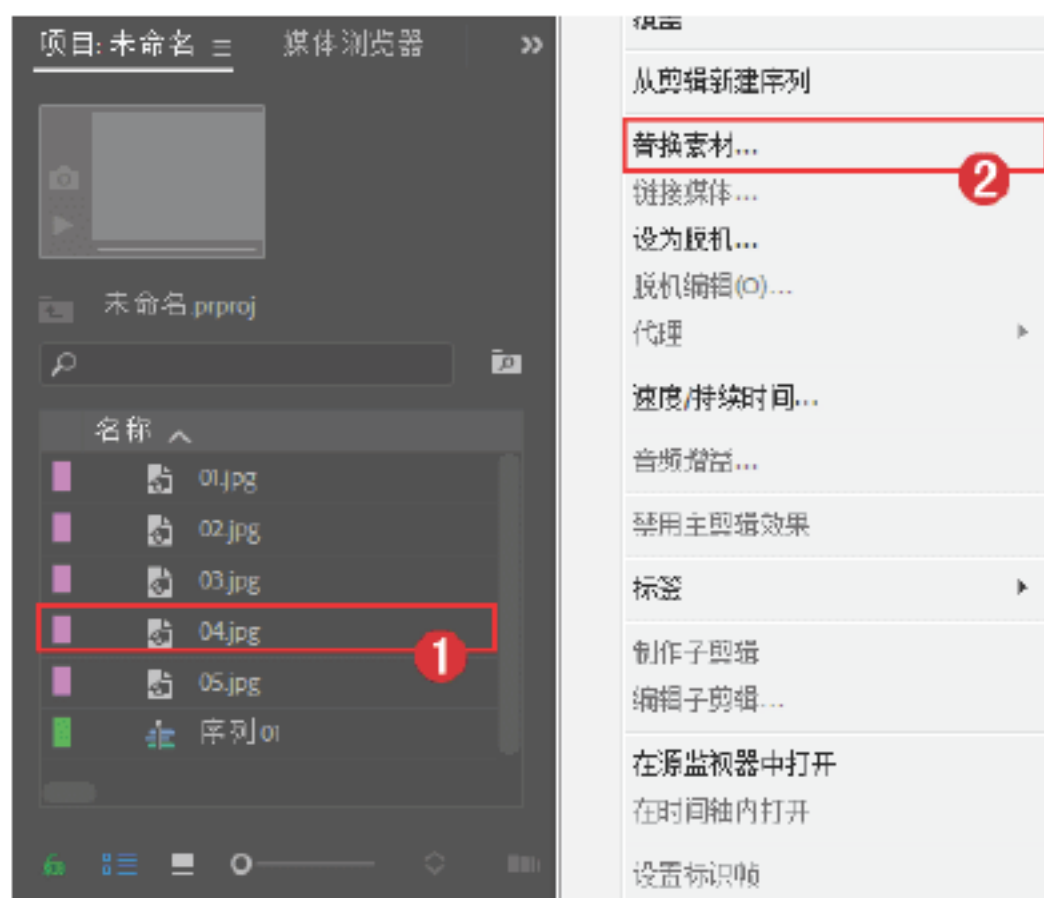 项目: 未命名
媒体浏览器
未命名.prproj
名称
01.jpg
02.jpg
03.jpg
04.jpg
1
05.jpg
序列 01
覆盖
从剪辑新建序列
替换素材...
2
链接媒体...
设为脱机...
脱机编辑(O)...
代理
速度/持续时间...
音频增益...
禁用主剪辑效果
标签
制作子剪辑
编辑子剪辑...
在源监视器中打开
在时间轴内打开
设置标识帧